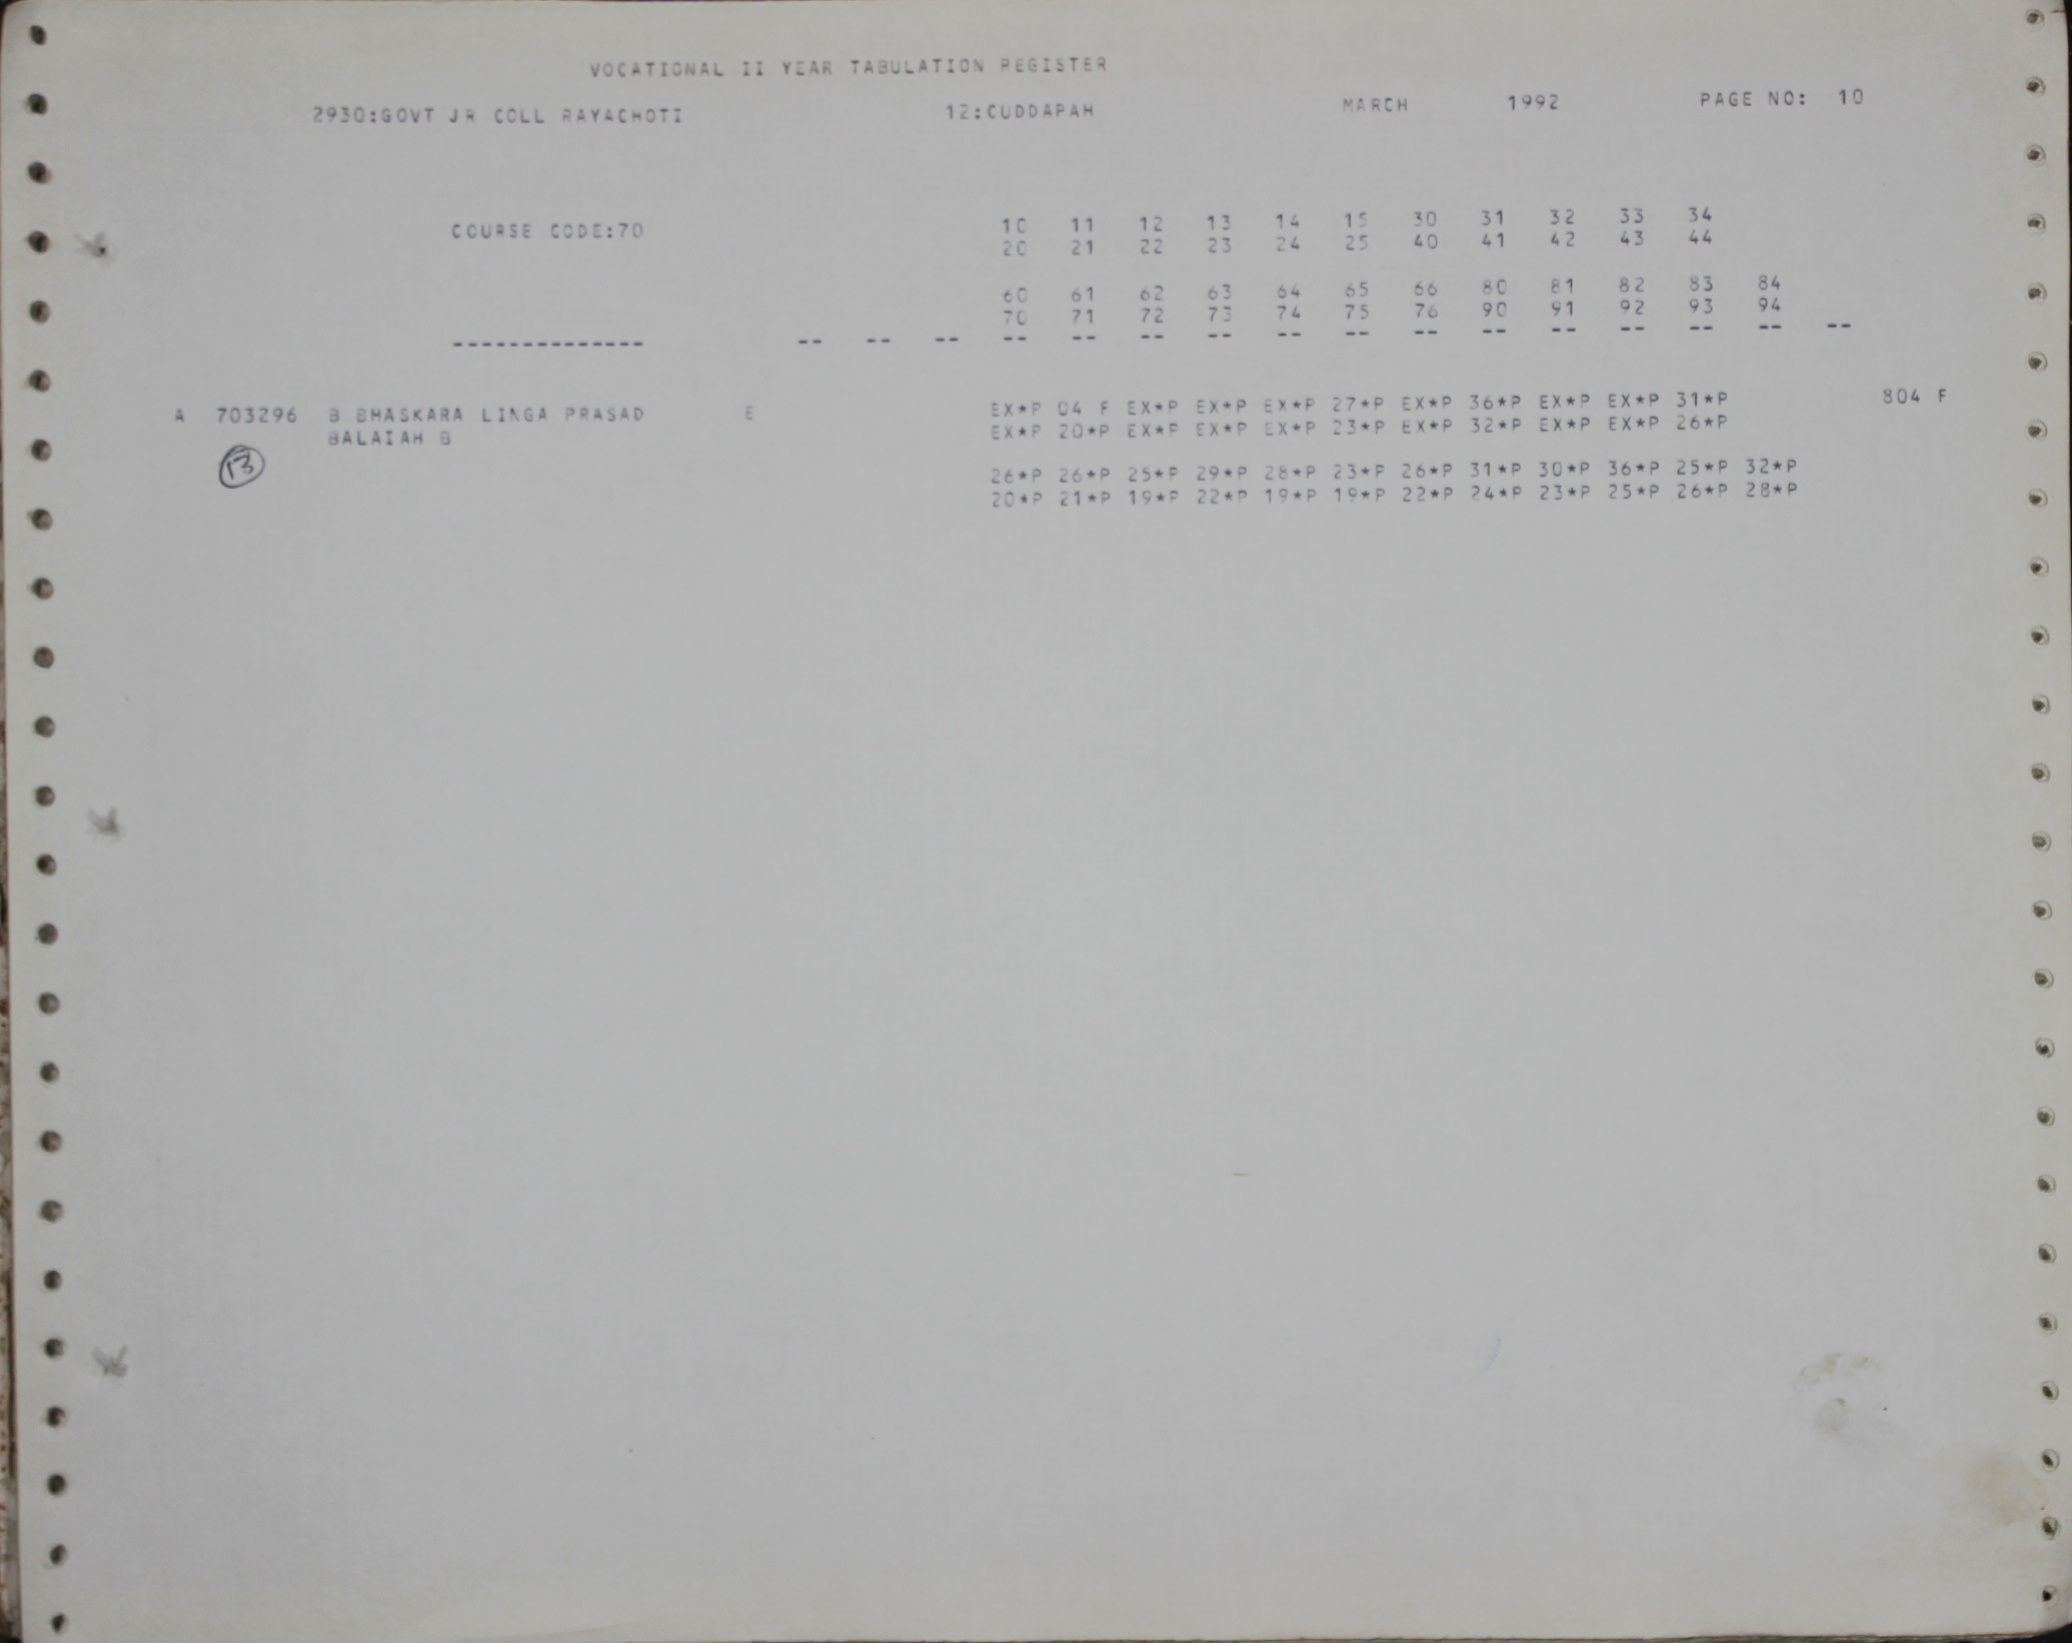 VOCATIONAL II YEAR TABULATION REGISTER
2930:GOVT JR COLL RAYACHOTI 12:CUDDAPAH MARCH 1992 PAGE NO: 10
COURSE CODE:70 10 11 12 13 14 15 30 31 32 33 34
20 21 22 23 24 25 40 41 42 43 44
60 61 62 63 64 65 66 80 81 82 83 84
70 71 72 73 74 75 76 90 91 92 93 94
-------------- -- -- -- -- -- -- -- -- -- -- -- -- -- -- -- --
A 703296 B BHASKARA LINGA PRASAD E EX*P 04 F EX*P EX*P EX*P 27*P EX*P 36*P EX*P EX*P 31*P 804 F
BALAIAH B EX*P 20*P EX*P EX*P EX*P 23*P EX*P 32*P EX*P EX*P 26*P
13 26*P 26*P 25*P 29*P 28*P 23*P 26*P 31*P 30*P 36*P 25*P 32*P
20*P 21*P 19*P 22*P 19*P 19*P 22*P 24*P 23*P 25*P 26*P 28*P